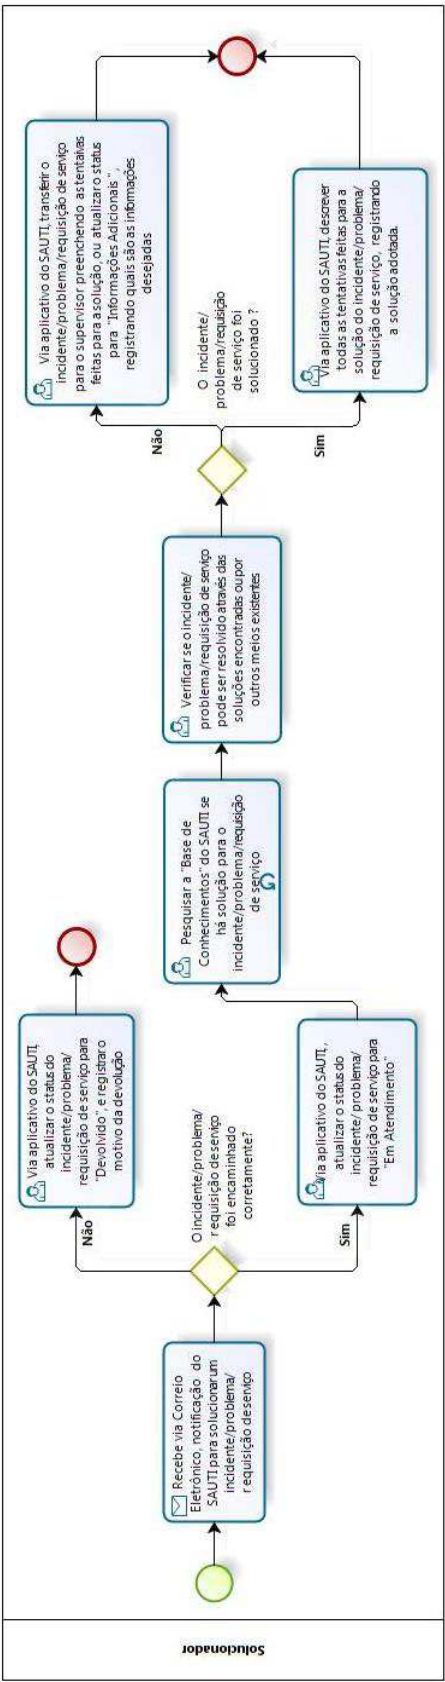 Solucionador
Recebe via Correio
Eletrônico, notificação do
SAUTI para solucionar um
incidente/problema/
requisição de serviço
O incidente/problema/
requisição de serviço
foi encaminhado
corretamente?
Não
Via aplicativo do SAUTI,
atualizar o status do
incidente/problema/
requisição de serviço para
"Devolvido", e registrar o
motivo da devolução
Sim
Via aplicativo do SAUTI,
atualizar o status do
incidente/ problema/
requisição de serviço para
"Em Atendimento"
Pesquisar a "Base de
Conhecimentos" do SAUTI se
há solução para o
incidente/problema/requisição
de serviço
Verificar se o incidente/
problema/requisição de serviço
pode ser resolvido através das
soluções encontradas ou por
outros meios existentes
O incidente/
problema/requisição
de serviço foi
solucionado ?
Não
Via aplicativo do SAUTI, transferir o
incidente/problema/requisição de serviço
para o supervisor preenchendo as tentativas
feitas para a solução, ou atualizar o status
para "Informações Adicionais",
registrando quais são as informações
desejadas
Sim
Via aplicativo do SAUTI, descrever
todas as tentativas feitas para a
solução do incidente/problema/
requisição de serviço, registrando
a solução adotada.